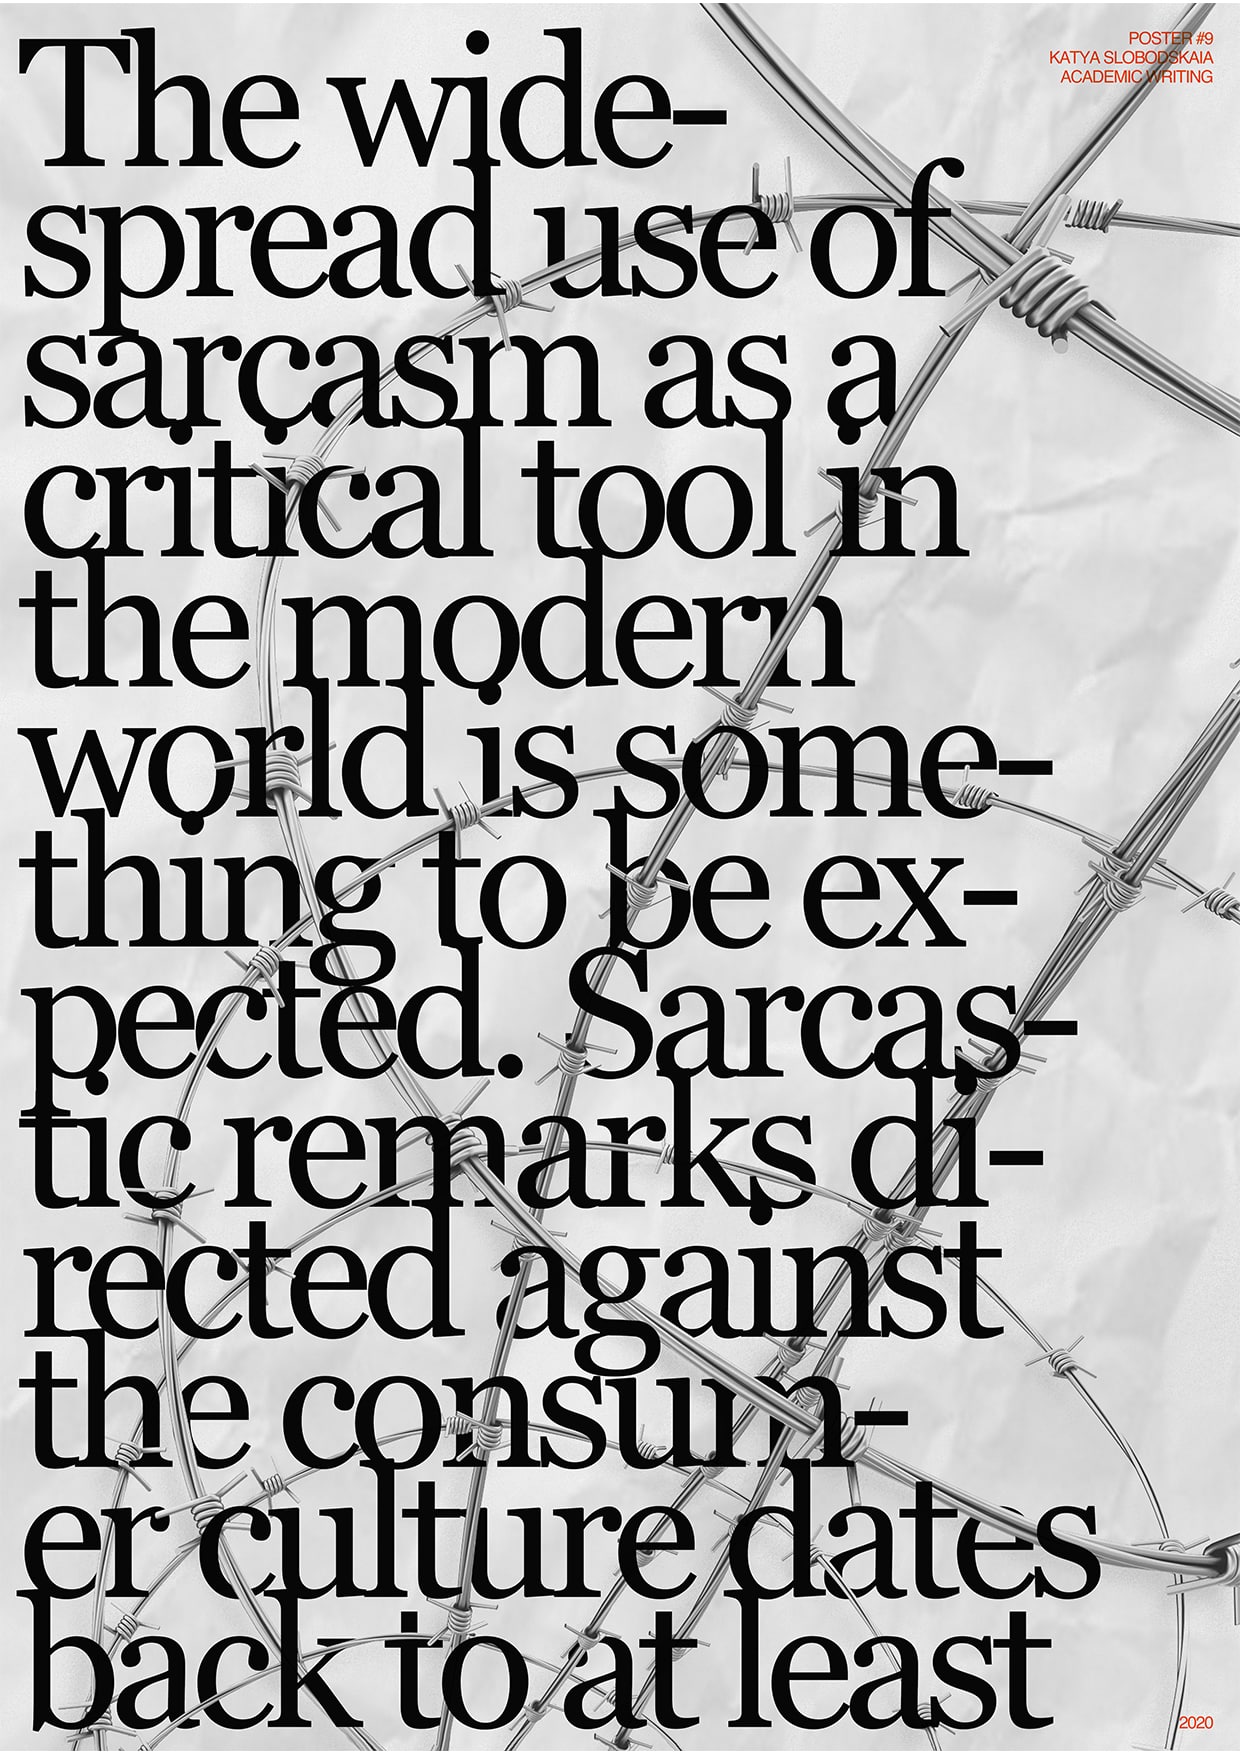 POSTER #9
KATYA SLOBODSKAIA
ACADEMIC WRITING
The wide-
spread use of
sarcasm as a
critical tool in
the modern
world is some-
thing to be ex-
pected. Sarcas-
tic remarks di-
rected against
the consum-
er culture dates
back to at least
2020